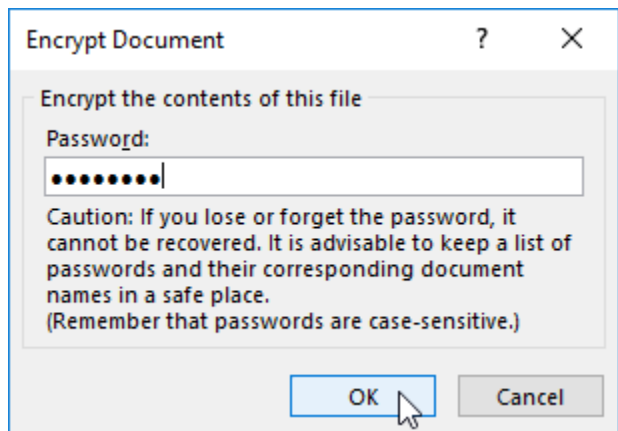 Encrypt Document ?
Encrypt the contents of this file
Password:
••••••••
Caution: If you lose or forget the password, it
cannot be recovered. It is advisable to keep a list of
passwords and their corresponding document
names in a safe place.
(Remember that passwords are case-sensitive.)
OK Cancel